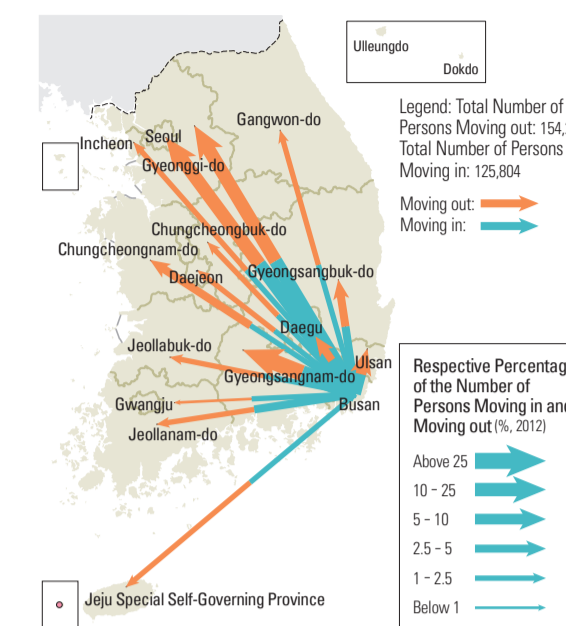 Ulleungdo
Dokdo
Legend: Total Number of
Persons Moving out: 154,
Total Number of Persons
Moving in: 125,804
Moving out:
Moving in:
Gangwon-do
Incheon
Seoul
Gyeonggi-do
Chungcheongbuk-do
Chungcheongnam-do
Daejeon
Gyeongsangbuk-do
Daegu
Jeollabuk-do
Ulsan
Gyeongsangnam-do
Gwangju
Busan
Jeollanam-do
Jeju Special Self-Governing Province
Respective Percentag
of the Number of
Persons Moving in and
Moving out (%, 2012)
Above 25
10 - 25
5 - 10
2.5 - 5
1 - 2.5
Below 1